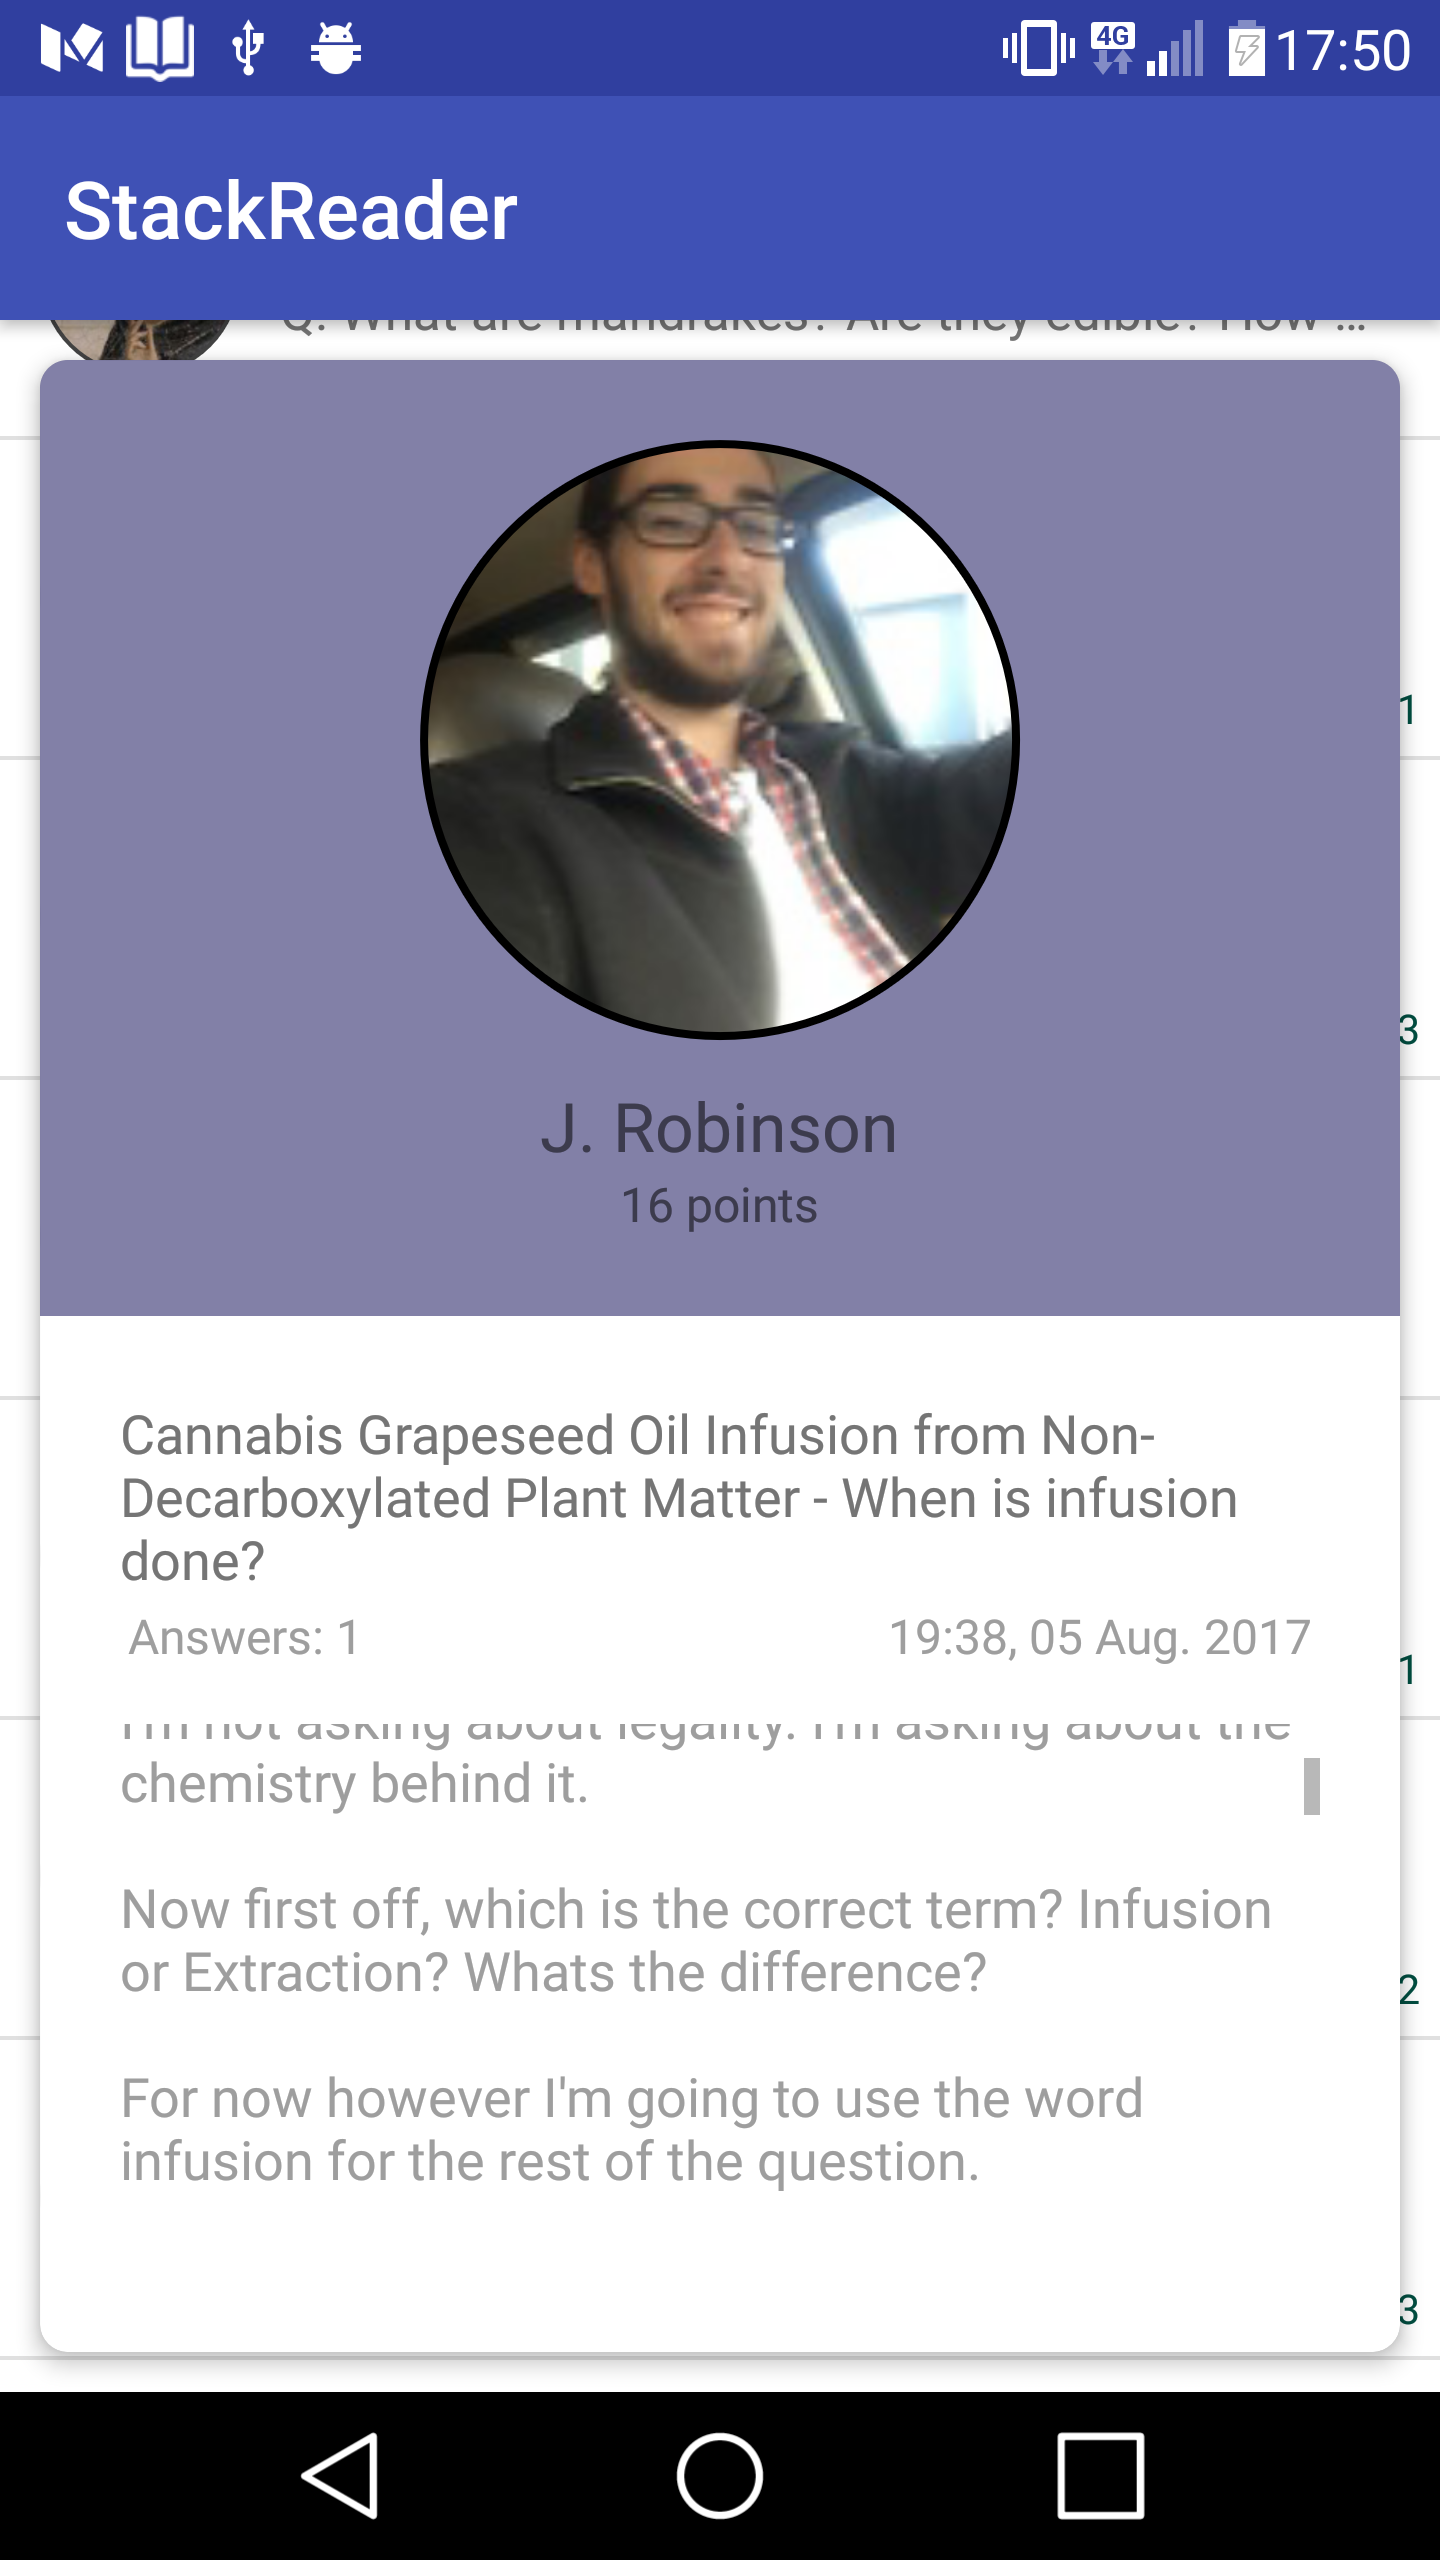 4G 17:50
StackReader
Q: What are mandrakes? Are they edible? How ...
J. Robinson
16 points
1
3
Cannabis Grapeseed Oil Infusion from Non-
Decarboxylated Plant Matter - When is infusion
done?
Answers: 1 19:38, 05 Aug. 2017
1
I'm not asking about legality. I'm asking about the
chemistry behind it.
Now first off, which is the correct term? Infusion
or Extraction? Whats the difference?
2
For now however I'm going to use the word
infusion for the rest of the question.
3